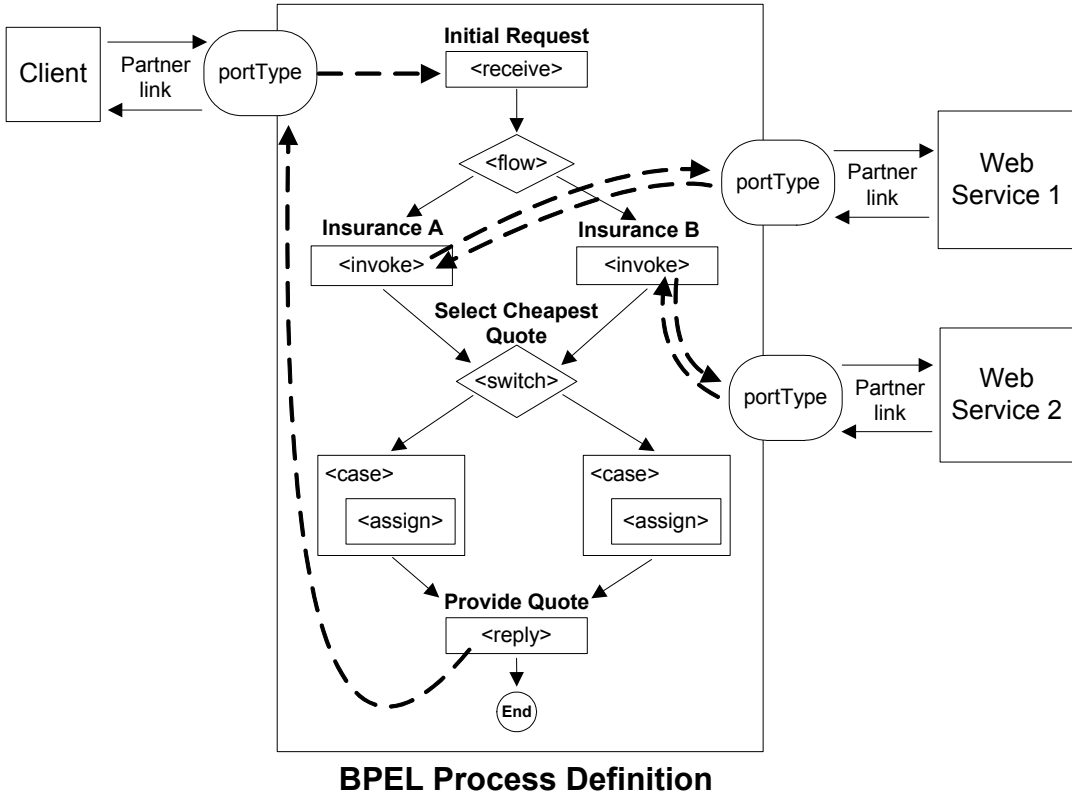 Initial Request
<receive>
Client
Partner
link
portType
<flow>
portType
Partner
link
Web
Service 1
Insurance A
<invoke>
Insurance B
<invoke>
Select Cheapest
Quote
<switch>
portType
Partner
link
Web
Service 2
<case>
<assign>
<case>
<assign>
Provide Quote
<reply>
End
BPEL Process Definition